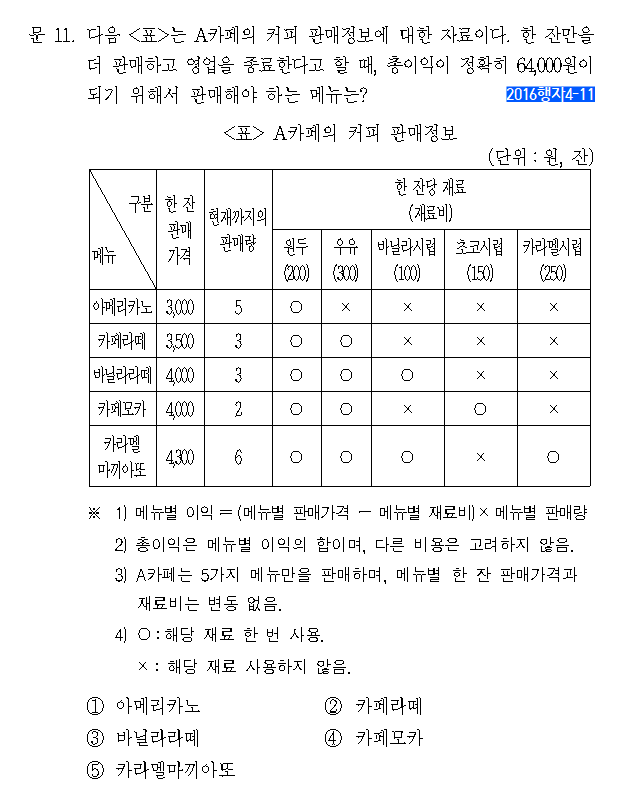 문 11. 다음 <표>는 A카페의 커피 판매정보에 대한 자료이다. 한 잔만을
더 판매하고 영업을 종료한다고 할 때, 총이익이 정확히 64,000원이
되기 위해서 판매해야 하는 메뉴는?
2016행자4-11
<표> A카페의 커피 판매정보
(단위 : 원, 잔)
구분 메뉴 한 잔 판매 가격 현재까지의 판매량 한 잔당 재료 (재료비)
원두 (200) 우유 (300) 바닐라시럽 (100) 초코시럽 (150) 카라멜시럽 (250)
아메리카노 3,000 5 ○ × × × ×
카페라떼 3,500 3 ○ ○ × × ×
바닐라라떼 4,000 3 ○ ○ ○ × ×
카페모카 4,000 2 ○ ○ × ○ ×
카라멜 마끼아또 4,300 6 ○ ○ ○ × ○
※ 1) 메뉴별 이익 = (메뉴별 판매가격 - 메뉴별 재료비) × 메뉴별 판매량
2) 총이익은 메뉴별 이익의 합이며, 다른 비용은 고려하지 않음.
3) A카페는 5가지 메뉴만을 판매하며, 메뉴별 한 잔 판매가격과
재료비는 변동 없음.
4) ○ : 해당 재료 한 번 사용.
× : 해당 재료 사용하지 않음.
① 아메리카노 ② 카페라떼
③ 바닐라라떼 ④ 카페모카
⑤ 카라멜마끼아또